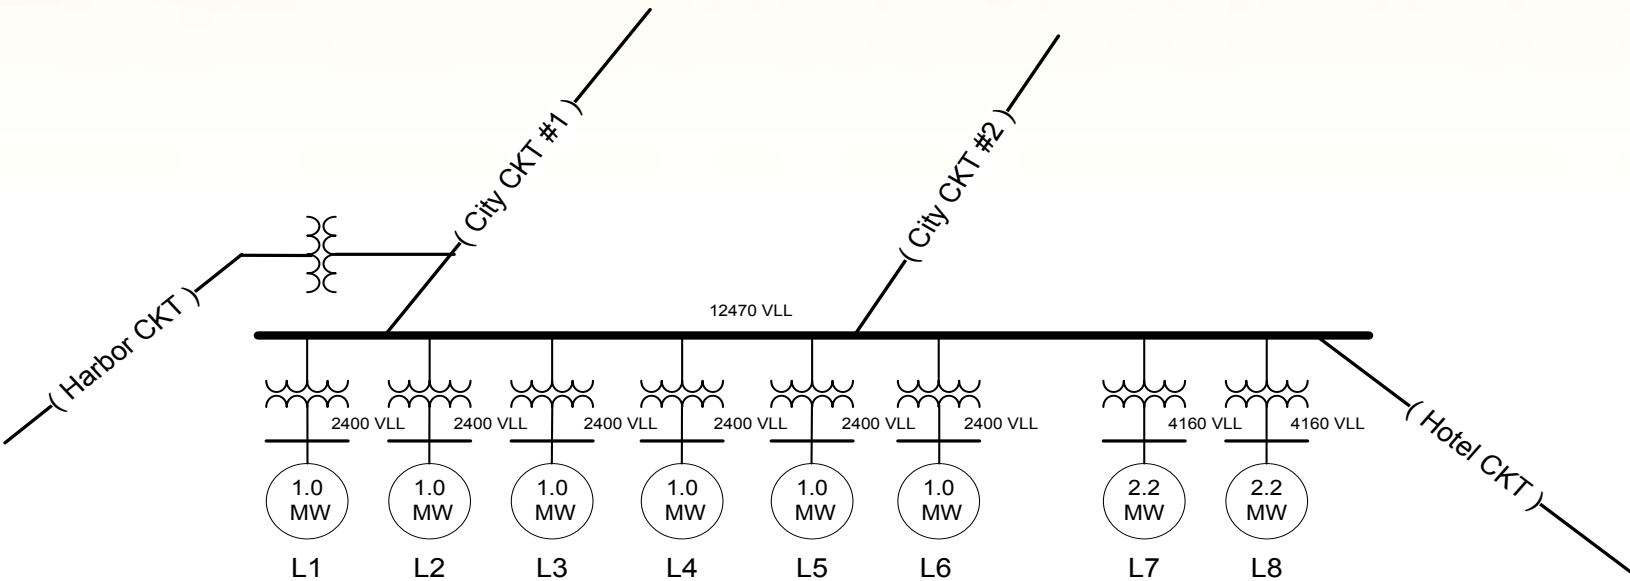 ( City CKT #1 )
( City CKT #2 )
( Harbor CKT )
12470 VLL
2400 VLL
2400 VLL
2400 VLL
2400 VLL
2400 VLL
2400 VLL
4160 VLL
4160 VLL
( Hotel CKT )
1.0
MW
1.0
MW
1.0
MW
1.0
MW
1.0
MW
1.0
MW
2.2
MW
2.2
MW
L1
L2
L3
L4
L5
L6
L7
L8